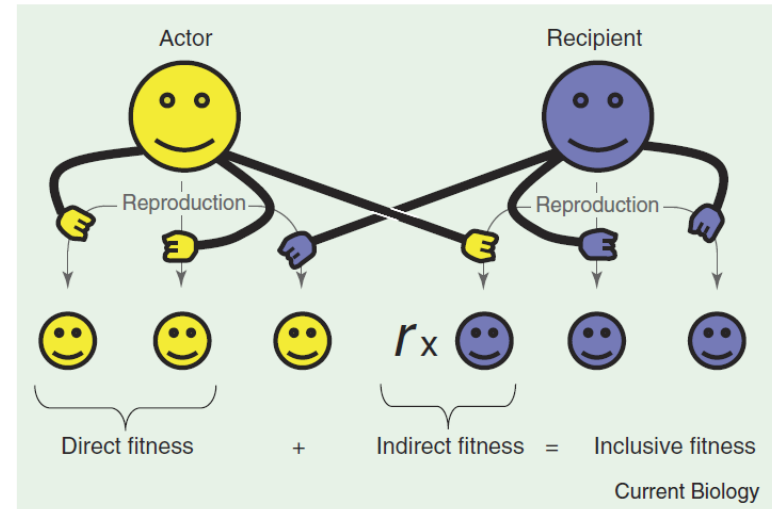 Actor Recipient
Reproduction Reproduction
r x
Direct fitness + Indirect fitness = Inclusive fitness
Current Biology